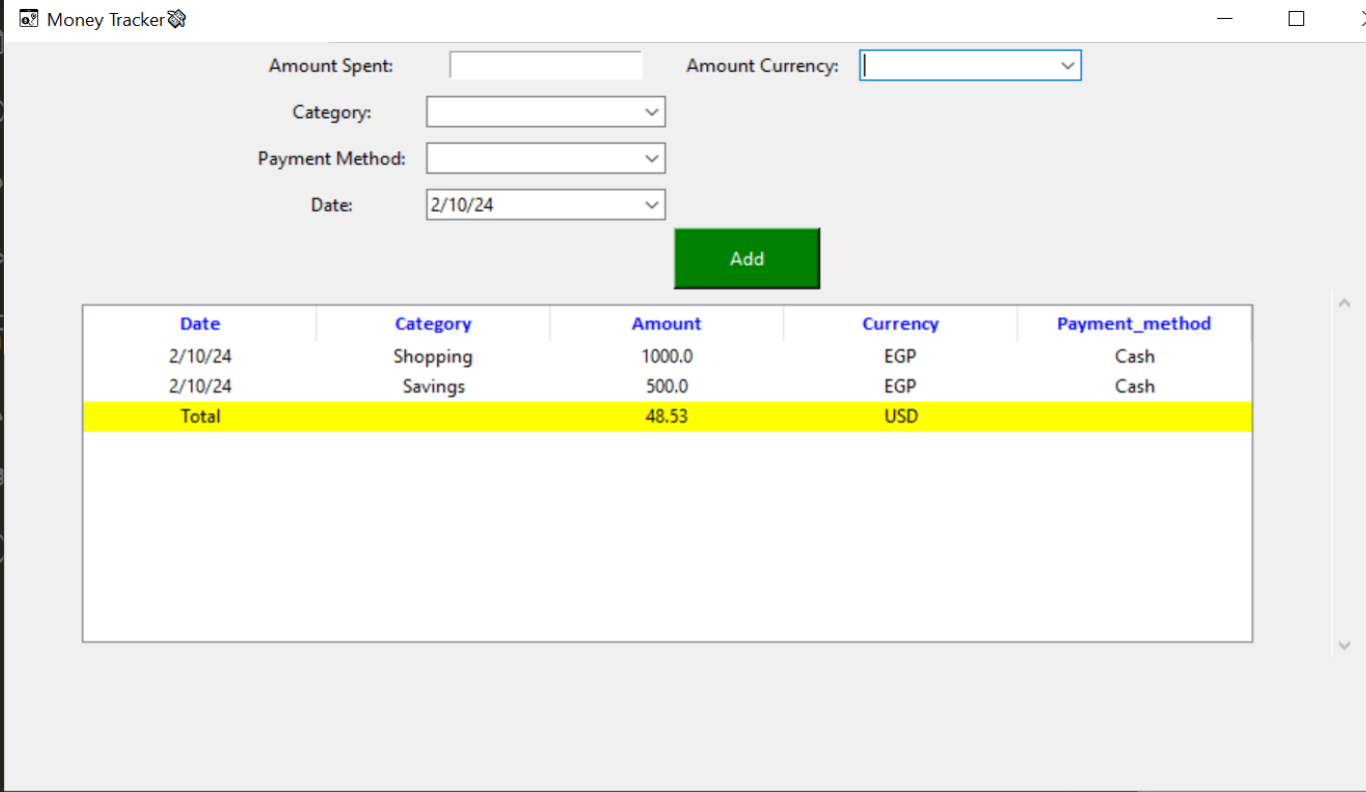 Money Tracker
Amount Spent: Amount Currency:
Category:
Payment Method:
Date: 2/10/24
Add
Date Category Amount Currency Payment_method
2/10/24 Shopping 1000.0 EGP Cash
2/10/24 Savings 500.0 EGP Cash
Total 48.53 USD